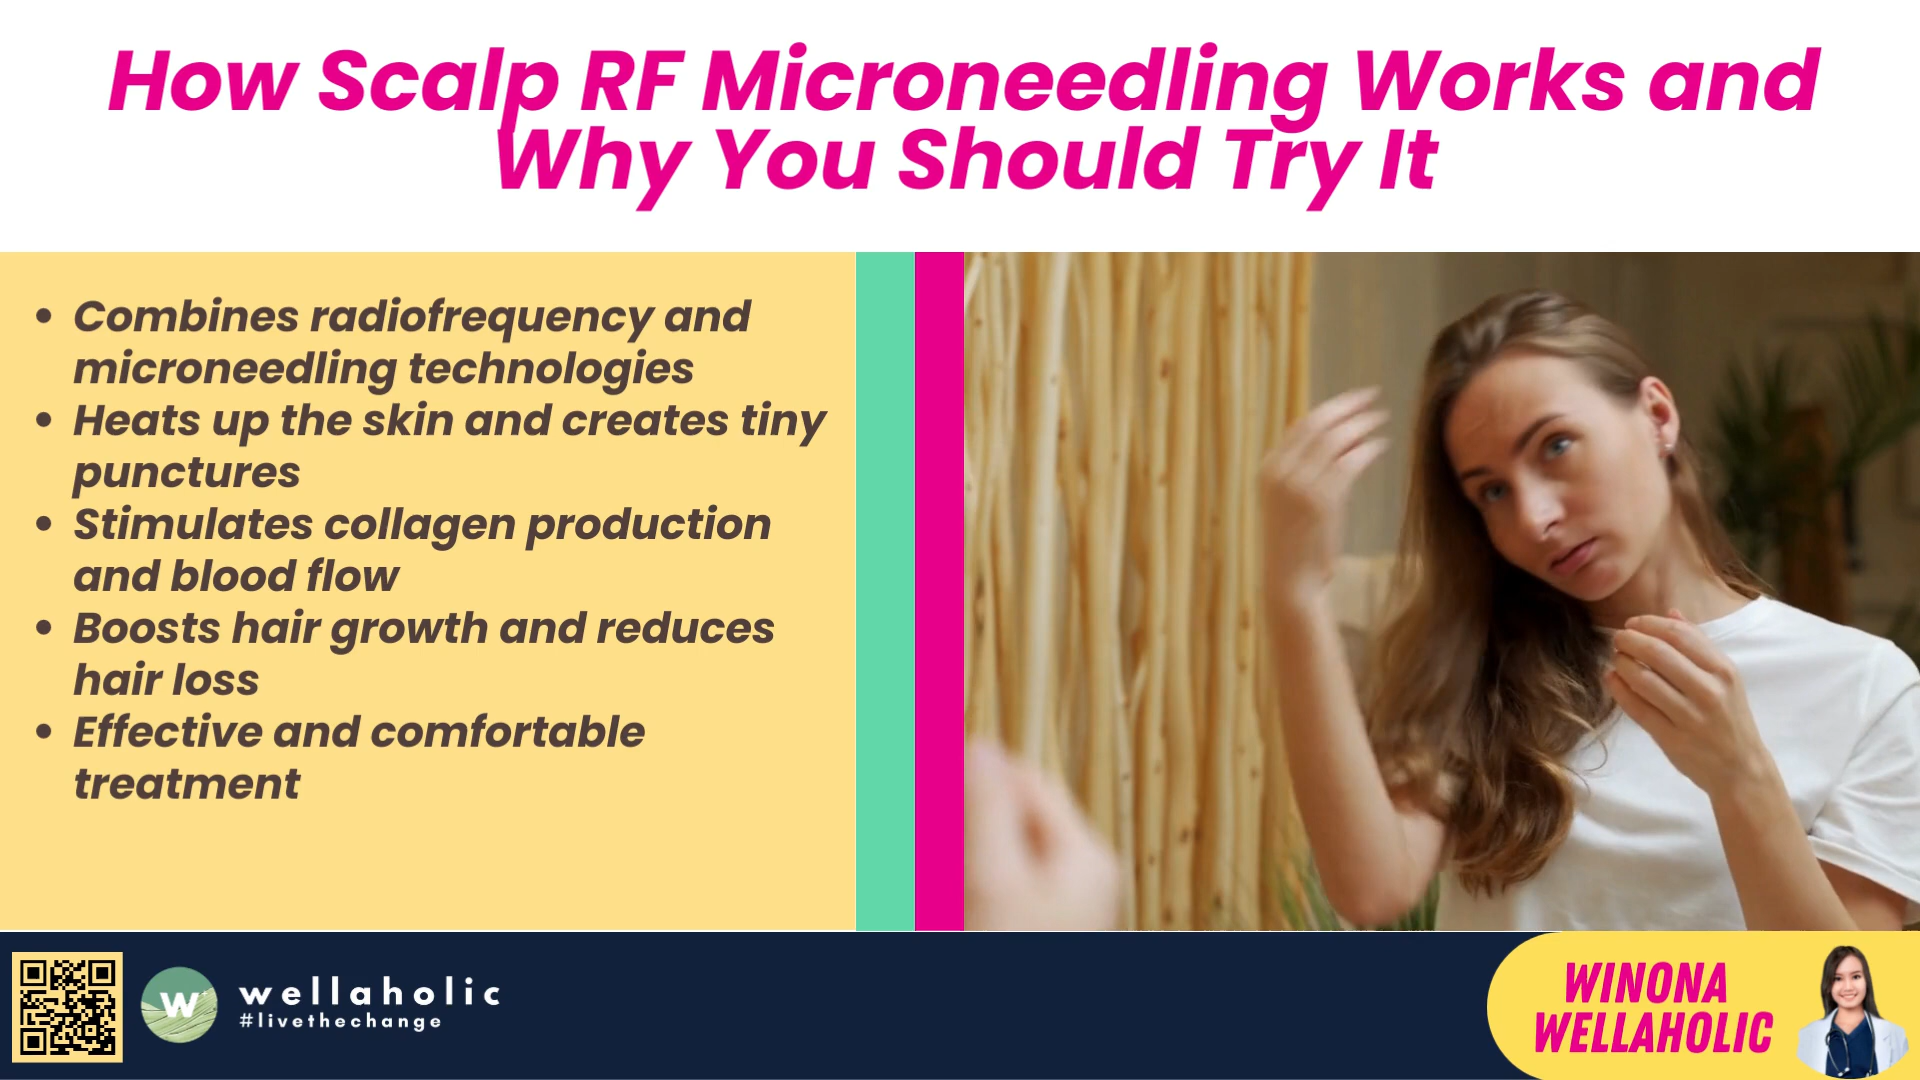 How Scalp RF Microneedling Works and
Why You Should Try It
• Combines radiofrequency and
microneedling technologies
• Heats up the skin and creates tiny
punctures
• Stimulates collagen production
and blood flow
• Boosts hair growth and reduces
hair loss
• Effective and comfortable
treatment
W
wellaholic
#livethechange
WINONA
WELLAHOLIC